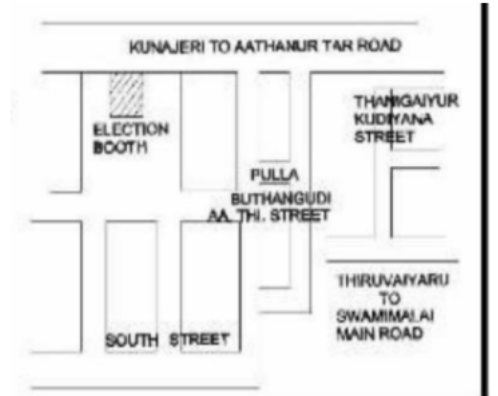 KUNAJERI TO AATHANUR TAR ROAD
THANIGAIYUR
KUDIYANA
STREET
ELECTION
BOOTH
PULLA
BUTHANGUDI
AA. THI. STREET
THIRUVAIYARU
TO
SWAMIMALAI
MAIN ROAD
SOUTH STREET